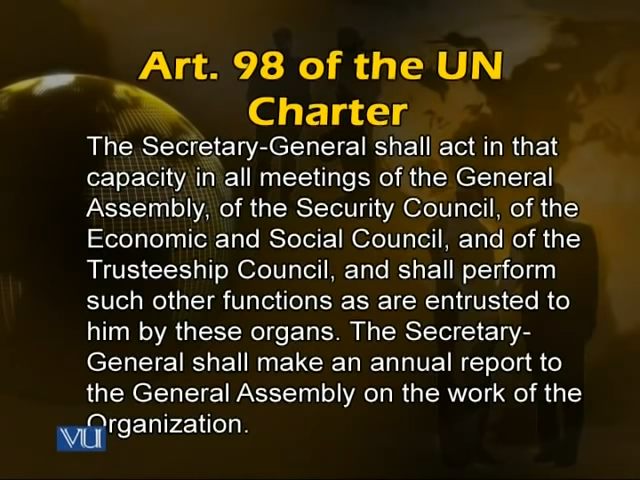 Art. 98 of the UN
Charter
The Secretary-General shall act in that
capacity in all meetings of the General
Assembly, of the Security Council, of the
Economic and Social Council, and of the
Trusteeship Council, and shall perform
such other functions as are entrusted to
him by these organs. The Secretary-
General shall make an annual report to
the General Assembly on the work of the
Organization.
VU